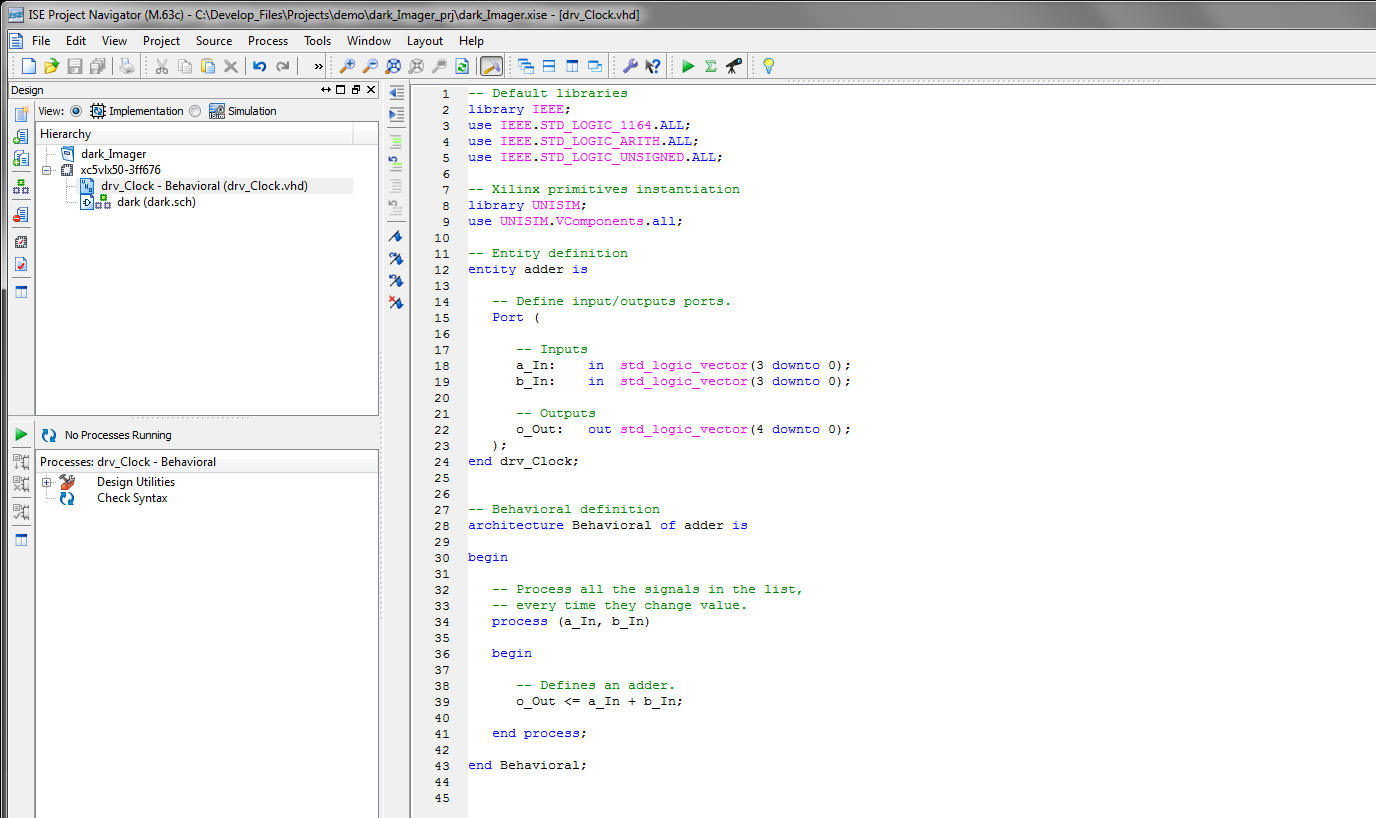 ISE Project Navigator (M.63c) - C:\Develop_Files\Projects\demo\dark_Imager_prj\dark_Imager.xise - [drv_Clock.vhd]
File Edit View Project Source Process Tools Window Layout Help
»
Design
View: Implementation Simulation
Hierarchy
dark_Imager
xc5vlx50-3ff676
drv_Clock - Behavioral (drv_Clock.vhd)
dark (dark.sch)
No Processes Running
Processes: drv_Clock - Behavioral
Design Utilities
Check Syntax
1 -- Default libraries
2 library IEEE;
3 use IEEE.STD_LOGIC_1164.ALL;
4 use IEEE.STD_LOGIC_ARITH.ALL;
5 use IEEE.STD_LOGIC_UNSIGNED.ALL;
6
7 -- Xilinx primitives instantiation
8 library UNISIM;
9 use UNISIM.VComponents.all;
10
11 -- Entity definition
12 entity adder is
13
14 -- Define input/outputs ports.
15 Port (
16
17 -- Inputs
18 a_In: in std_logic_vector(3 downto 0);
19 b_In: in std_logic_vector(3 downto 0);
20
21 -- Outputs
22 o_Out: out std_logic_vector(4 downto 0);
23 );
24 end drv_Clock;
25
26
27 -- Behavioral definition
28 architecture Behavioral of adder is
29
30 begin
31
32 -- Process all the signals in the list,
33 -- every time they change value.
34 process (a_In, b_In)
35
36 begin
37
38 -- Defines an adder.
39 o_Out <= a_In + b_In;
40
41 end process;
42
43 end Behavioral;
44
45